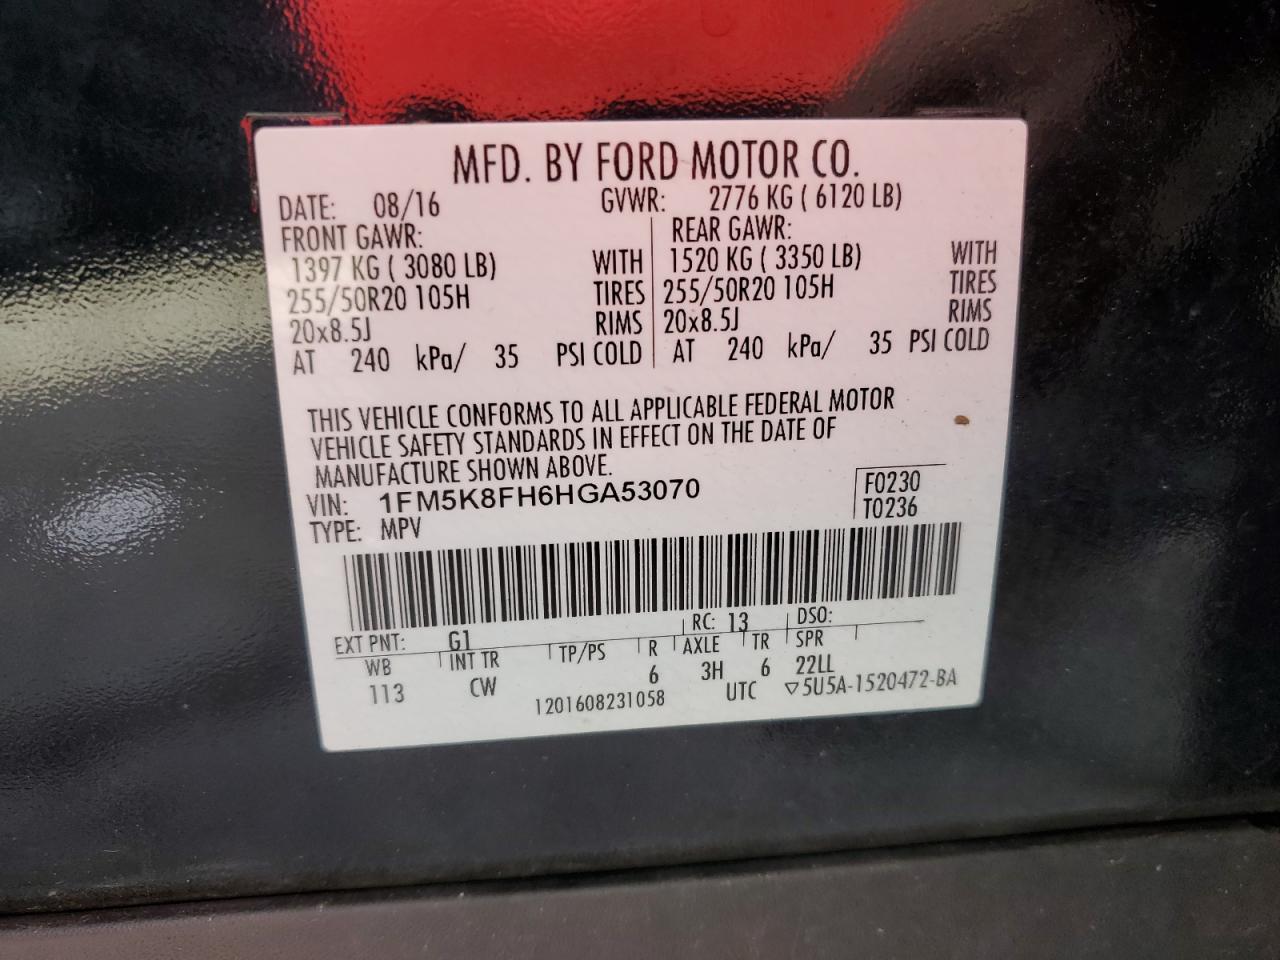 MFD. BY FORD MOTOR CO.
DATE: 08/16 GVWR: 2776 KG ( 6120 LB)
FRONT GAWR: REAR GAWR:
1397 KG ( 3080 LB) WITH 1520 KG ( 3350 LB) WITH
255/50R20 105H TIRES 255/50R20 105H TIRES
20x8.5J RIMS 20x8.5J RIMS
AT 240 kPa/ 35 PSI COLD AT 240 kPa/ 35 PSI COLD
THIS VEHICLE CONFORMS TO ALL APPLICABLE FEDERAL MOTOR
VEHICLE SAFETY STANDARDS IN EFFECT ON THE DATE OF
MANUFACTURE SHOWN ABOVE.
VIN: 1FM5K8FH6HGA53070 F0230
TYPE: MPV T0236
EXT PNT: G1 RC: 13 DSO:
WB INT TR TP/PS R AXLE TR SPR
113 CW 6 3H 6 22LL
1201608231058 UTC ▽5U5A-1520472-BA